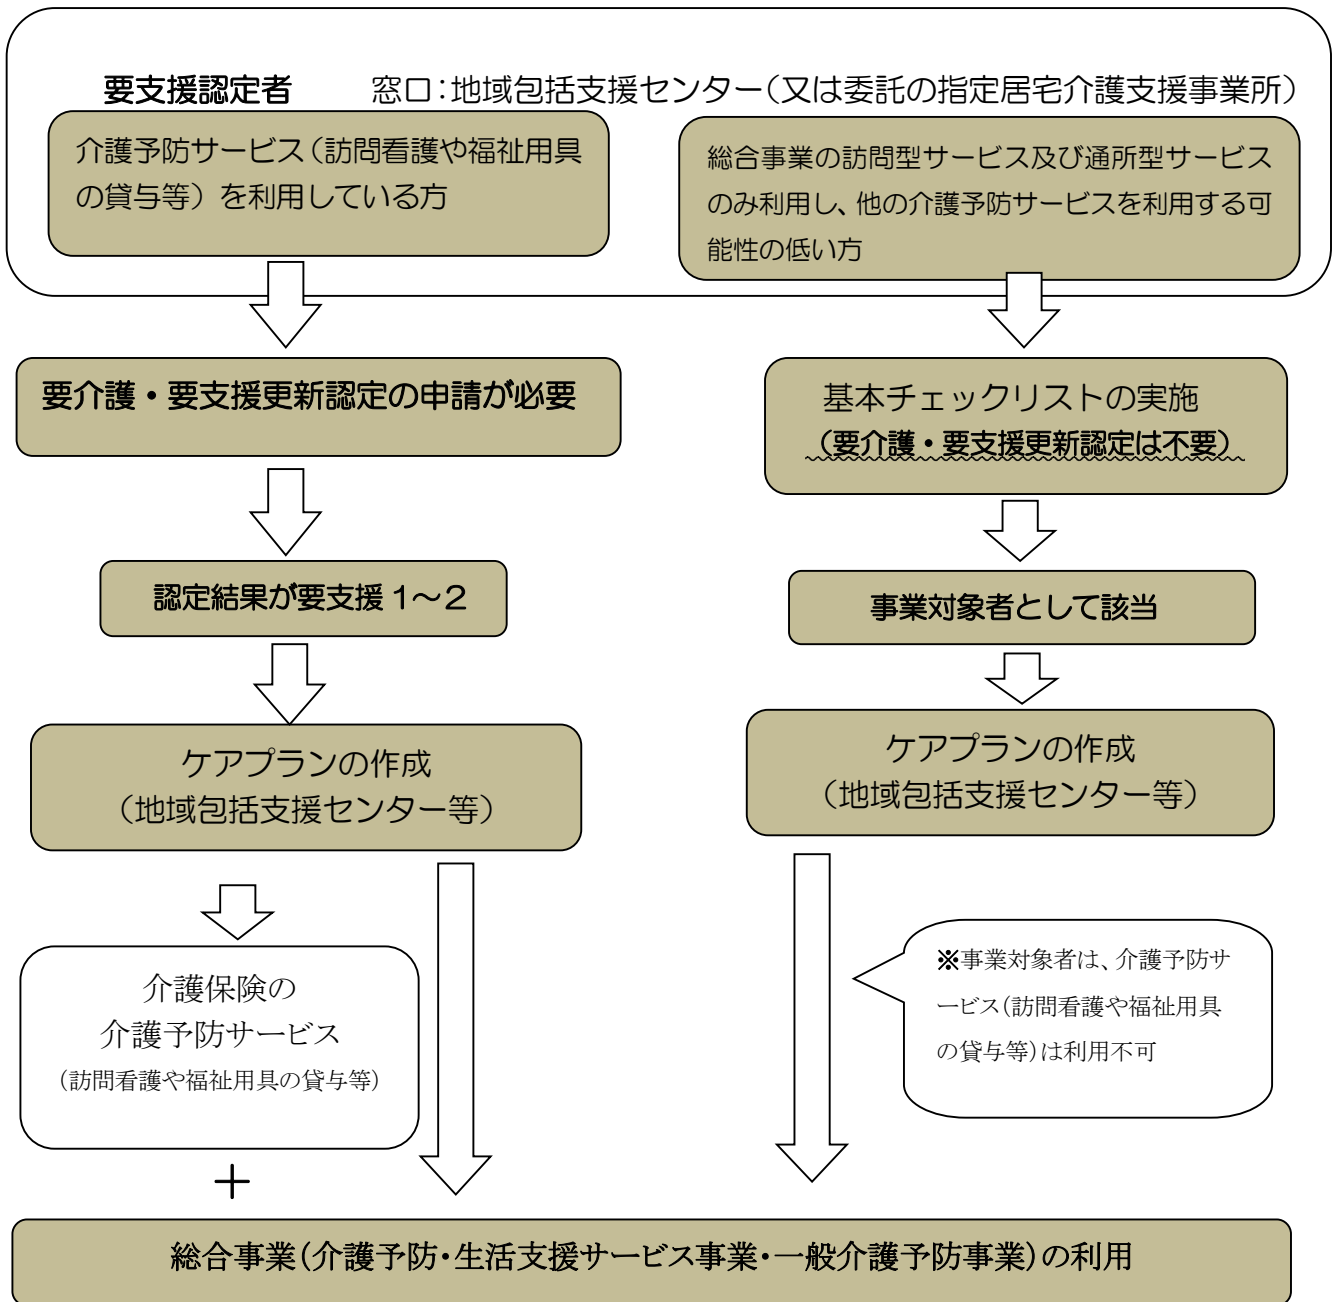 要支援認定者　窓口：地域包括支援センター（又は委託の指定居宅介護支援事業所）
介護予防サービス（訪問看護や福祉用具
の貸与等）を利用している方
総合事業の訪問型サービス及び通所型サービス
のみ利用し、他の介護予防サービスを利用する可
能性の低い方
要介護・要支援更新認定の申請が必要
基本チェックリストの実施
（要介護・要支援更新認定は不要）
認定結果が要支援１～２
事業対象者として該当
ケアプランの作成
（地域包括支援センター等）
ケアプランの作成
（地域包括支援センター等）
介護保険の
介護予防サービス
（訪問看護や福祉用具の貸与等）
※事業対象者は、介護予防サ
ービス（訪問看護や福祉用具
の貸与等）は利用不可
＋
総合事業（介護予防・生活支援サービス事業・一般介護予防事業）の利用